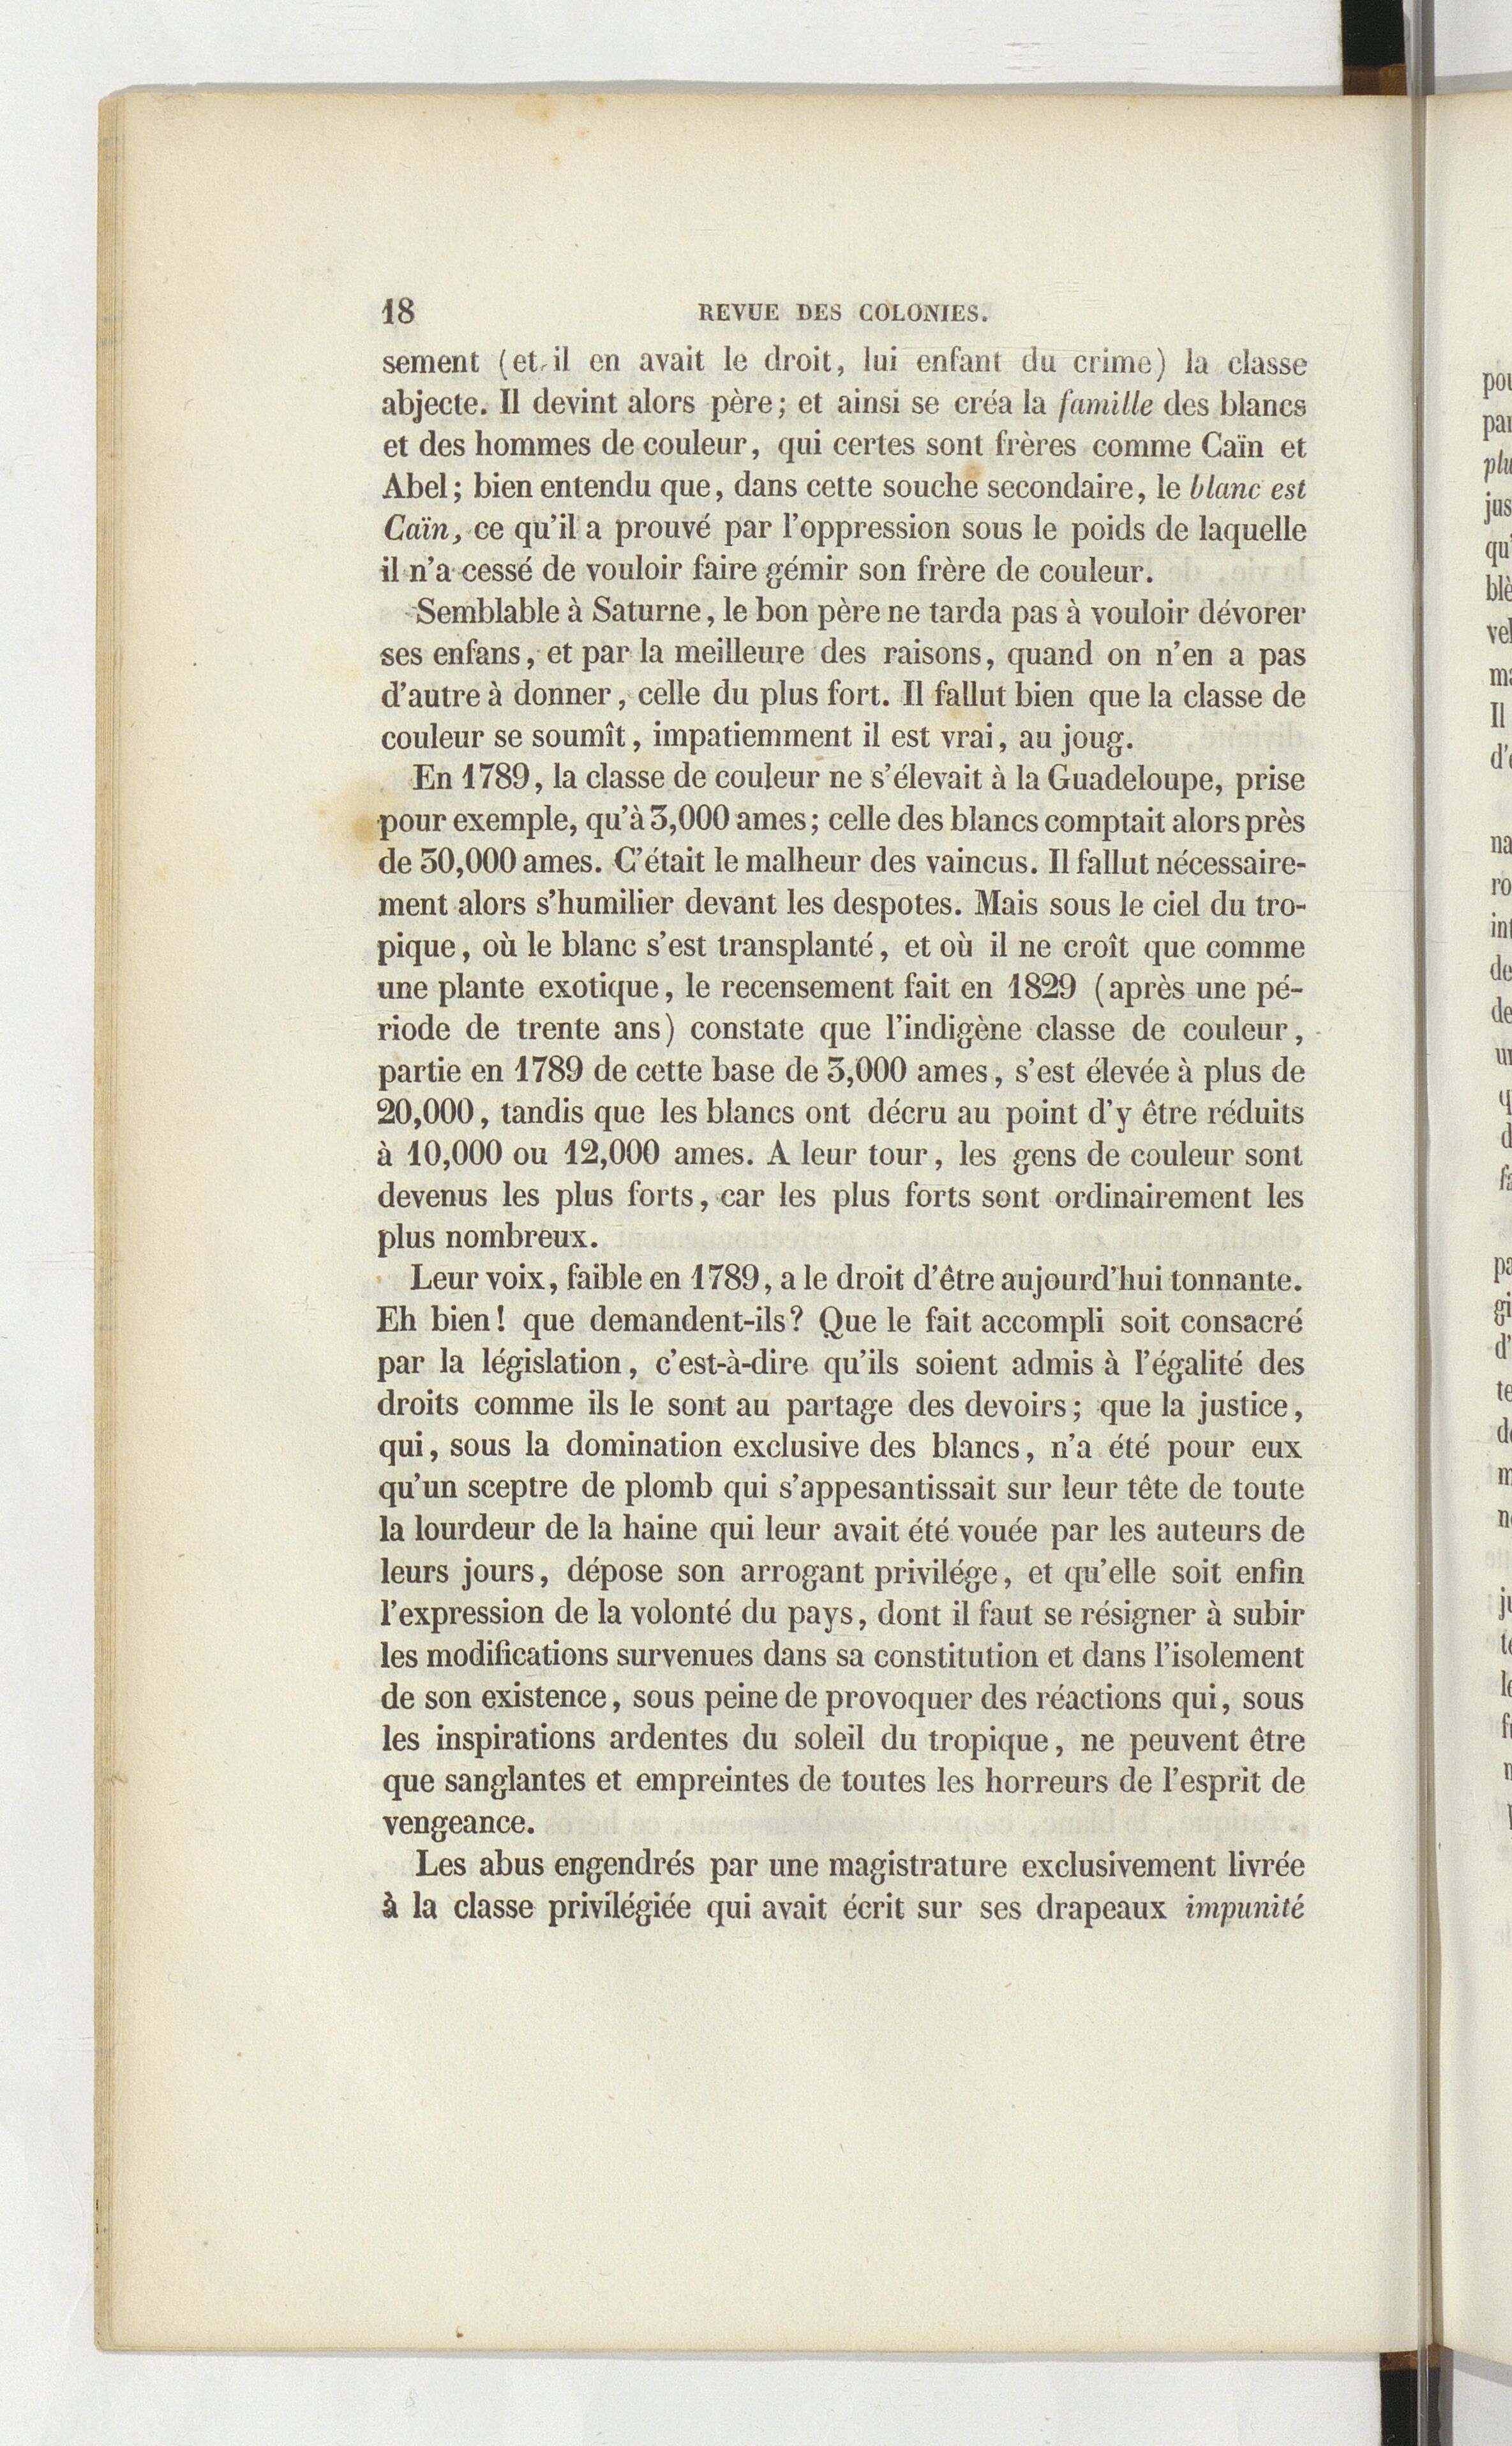 18 REVUE DES COLONIES.
sement (et il en avait le droit, lui enfant du crime) la classe
abjecte. Il devint alors père; et ainsi se créa la famille des blancs
et des hommes de couleur, qui certes sont frères comme Caïn et
Abel; bien entendu que, dans cette souche secondaire, le blanc est
Caïn, ce qu'il a prouvé par l'oppression sous le poids de laquelle
il n'a cessé de vouloir faire gémir son frère de couleur.
Semblable à Saturne, le bon père ne tarda pas à vouloir dévorer
ses enfans, et par la meilleure des raisons, quand on n'en a pas
d'autre à donner, celle du plus fort. Il fallut bien que la classe de
couleur se soumît, impatiemment il est vrai, au joug.
En 1789, la classe de couleur ne s'élevait à la Guadeloupe, prise
pour exemple, qu'à 3,000 ames; celle des blancs comptait alors près
de 30,000 ames. C'était le malheur des vaincus. Il fallut nécessaire-
ment alors s'humilier devant les despotes. Mais sous le ciel du tro-
pique, où le blanc s'est transplanté, et où il ne croît que comme
une plante exotique, le recensement fait en 1829 (après une pé-
riode de trente ans) constate que l'indigène classe de couleur,
partie en 1789 de cette base de 3,000 ames, s'est élevée à plus de
20,000, tandis que les blancs ont décru au point d'y être réduits
à 10,000 ou 12,000 ames. A leur tour, les gens de couleur sont
devenus les plus forts, car les plus forts sont ordinairement les
plus nombreux.
Leur voix, faible en 1789, a le droit d'être aujourd'hui tonnante.
Eh bien! que demandent-ils? Que le fait accompli soit consacré
par la législation, c'est-à-dire qu'ils soient admis à l'égalité des
droits comme ils le sont au partage des devoirs; que la justice,
qui, sous la domination exclusive des blancs, n'a été pour eux
qu'un sceptre de plomb qui s'appesantissait sur leur tête de toute
la lourdeur de la haine qui leur avait été vouée par les auteurs de
leurs jours, dépose son arrogant privilége, et qu'elle soit enfin
l'expression de la volonté du pays, dont il faut se résigner à subir
les modifications survenues dans sa constitution et dans l'isolement
de son existence, sous peine de provoquer des réactions qui, sous
les inspirations ardentes du soleil du tropique, ne peuvent être
que sanglantes et empreintes de toutes les horreurs de l'esprit de
vengeance.
Les abus engendrés par une magistrature exclusivement livrée
à la classe privilégiée qui avait écrit sur ses drapeaux impunité